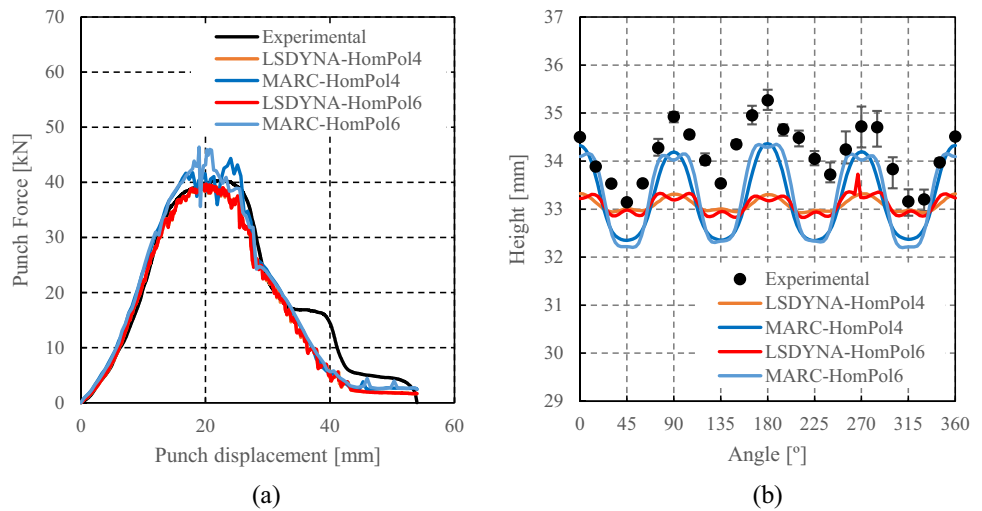 Punch Force [kN]
70
60
50
40
30
20
10
0
Experimental
LSDYNA-HomPol4
MARC-HomPol4
LSDYNA-HomPol6
MARC-HomPol6
0 20 40 60
Punch displacement [mm]
(a)
Height [mm]
37
36
35
34
33
32
31
30
29
Experimental
LSDYNA-HomPol4
MARC-HomPol4
LSDYNA-HomPol6
MARC-HomPol6
0 45 90 135 180 225 270 315 360
Angle [º]
(b)